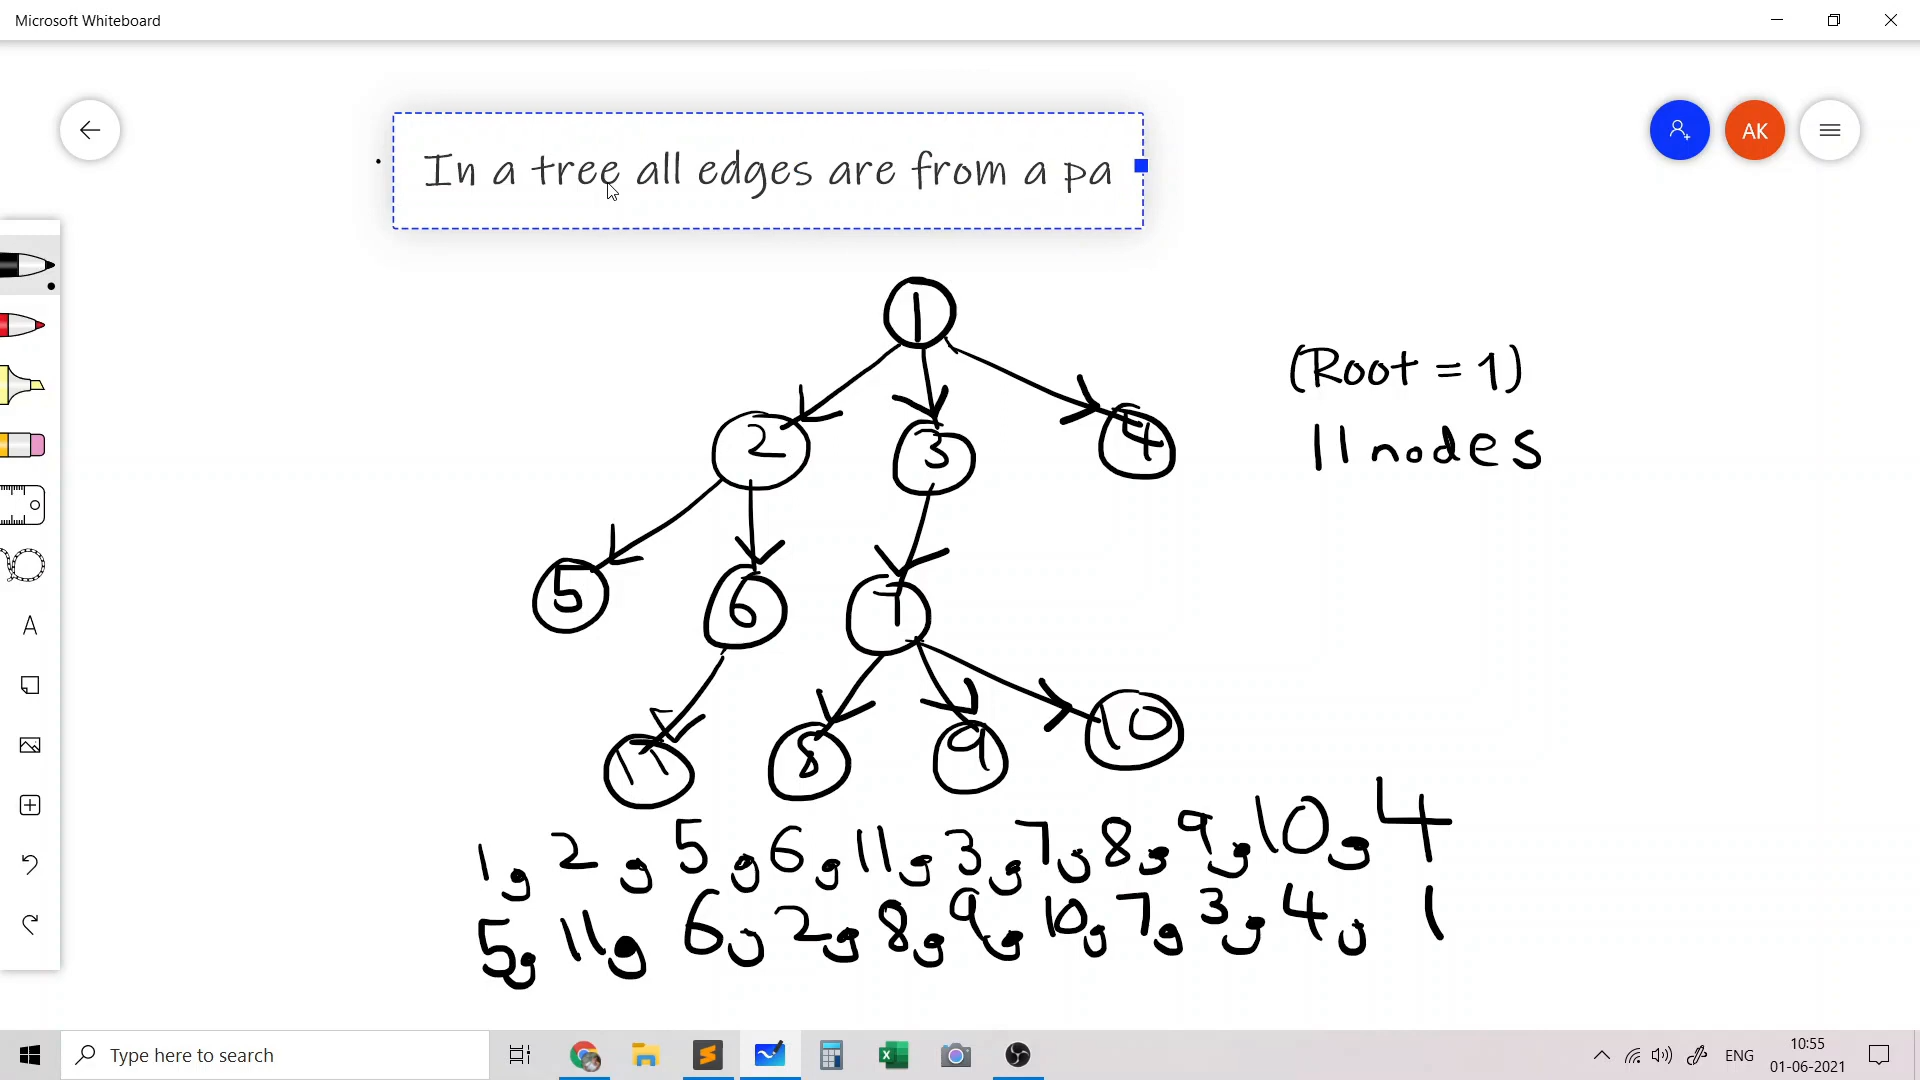 Microsoft Whiteboard
AK
In a tree all edges are from a pa
1
(Root = 1)
2 3 4
11 nodes
5 6 7
A
11 8 9 10
1, 2, 5, 6, 11, 3, 7, 8, 9, 10, 4
5, 11, 6, 2, 8, 9, 10, 7, 3, 4, 1
Type here to search
ENG
10:55
01-06-2021